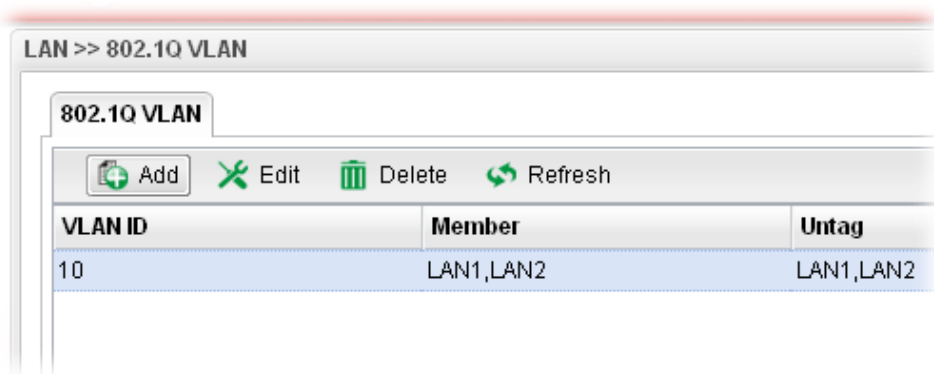 LAN >> 802.1Q VLAN
802.1Q VLAN
Add Edit Delete Refresh
VLAN ID Member Untag
10 LAN1,LAN2 LAN1,LAN2